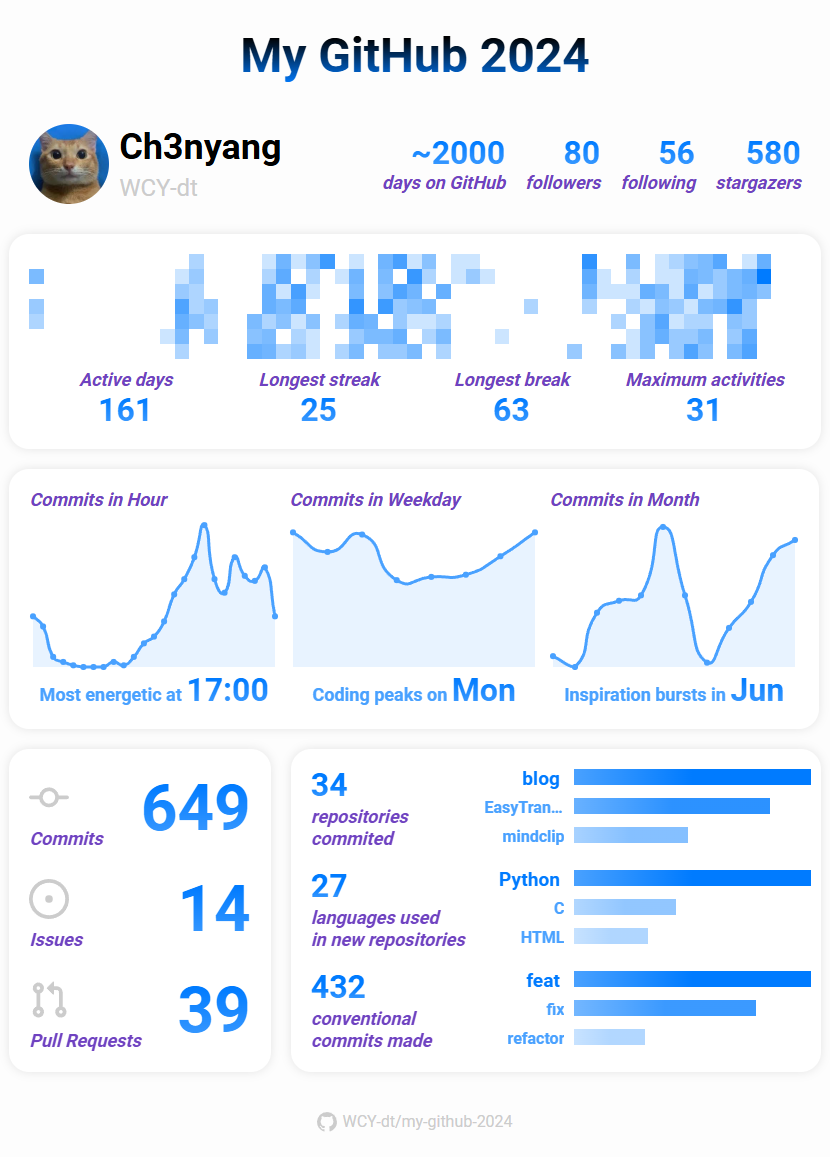 My GitHub 2024
Ch3nyang
WCY-dt
~2000
days on GitHub
80
followers
56
following
580
stargazers
Active days
161
Longest streak
25
Longest break
63
Maximum activities
31
Commits in Hour
Most energetic at 17:00
Commits in Weekday
Coding peaks on Mon
Commits in Month
Inspiration bursts in Jun
649
Commits
14
Issues
39
Pull Requests
34
repositories
commited
blog
EasyTran...
mindclip
27
languages used
in new repositories
Python
C
HTML
432
conventional
commits made
feat
fix
refactor
WCY-dt/my-github-2024